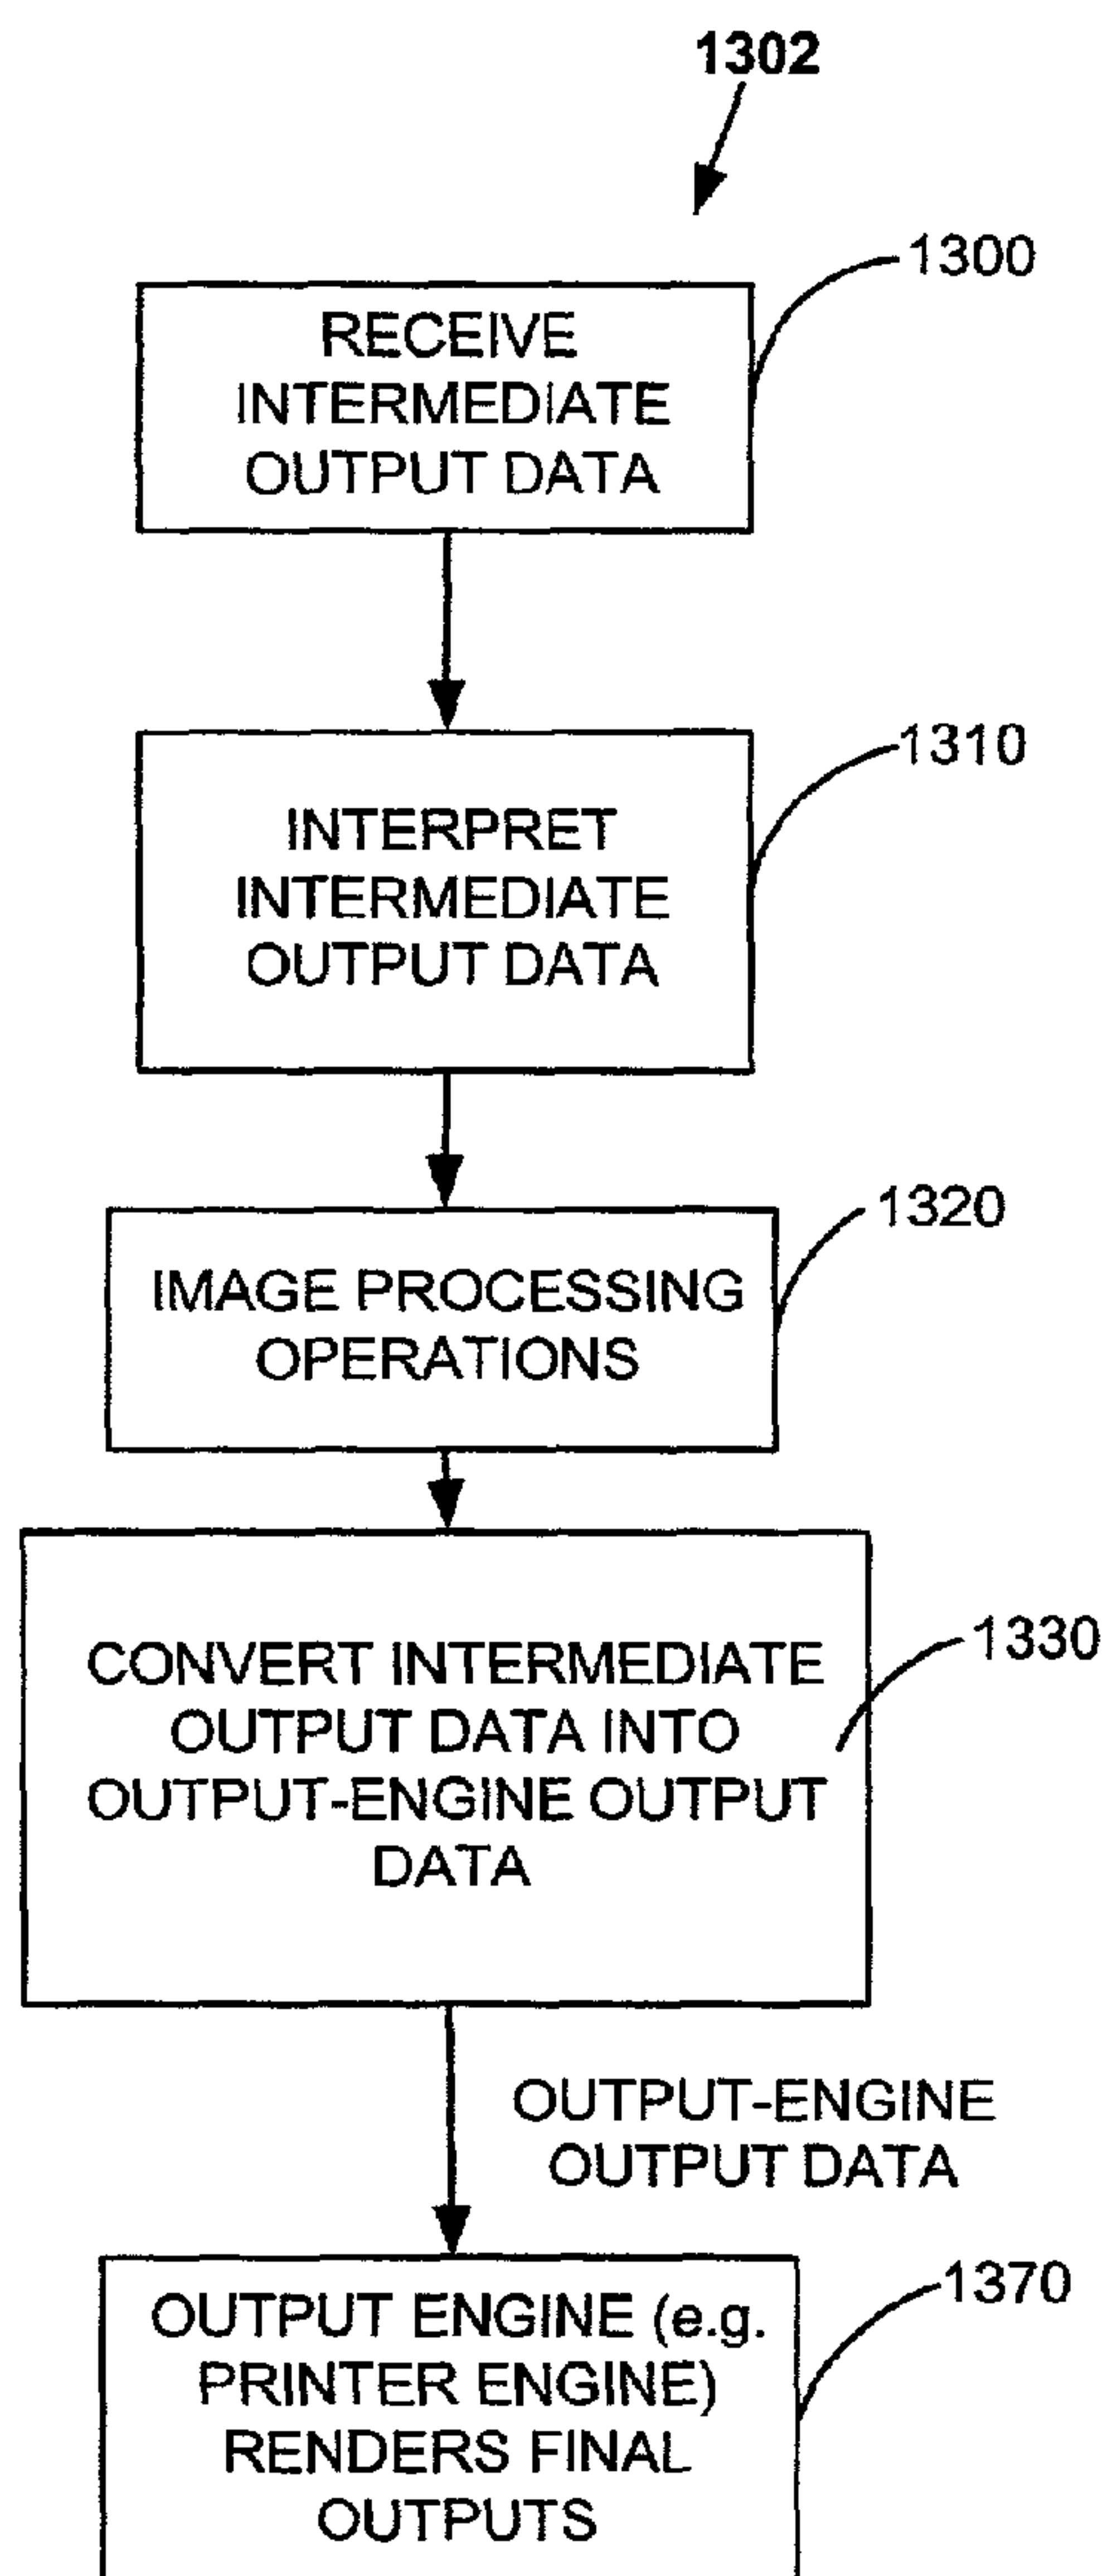 1302
1300
RECEIVE
INTERMEDIATE
OUTPUT DATA
1310
INTERPRET
INTERMEDIATE
OUTPUT DATA
1320
IMAGE PROCESSING
OPERATIONS
1330
CONVERT INTERMEDIATE
OUTPUT DATA INTO
OUTPUT-ENGINE OUTPUT
DATA
OUTPUT-ENGINE
OUTPUT DATA
1370
OUTPUT ENGINE (e.g.
PRINTER ENGINE)
RENDERS FINAL
OUTPUTS